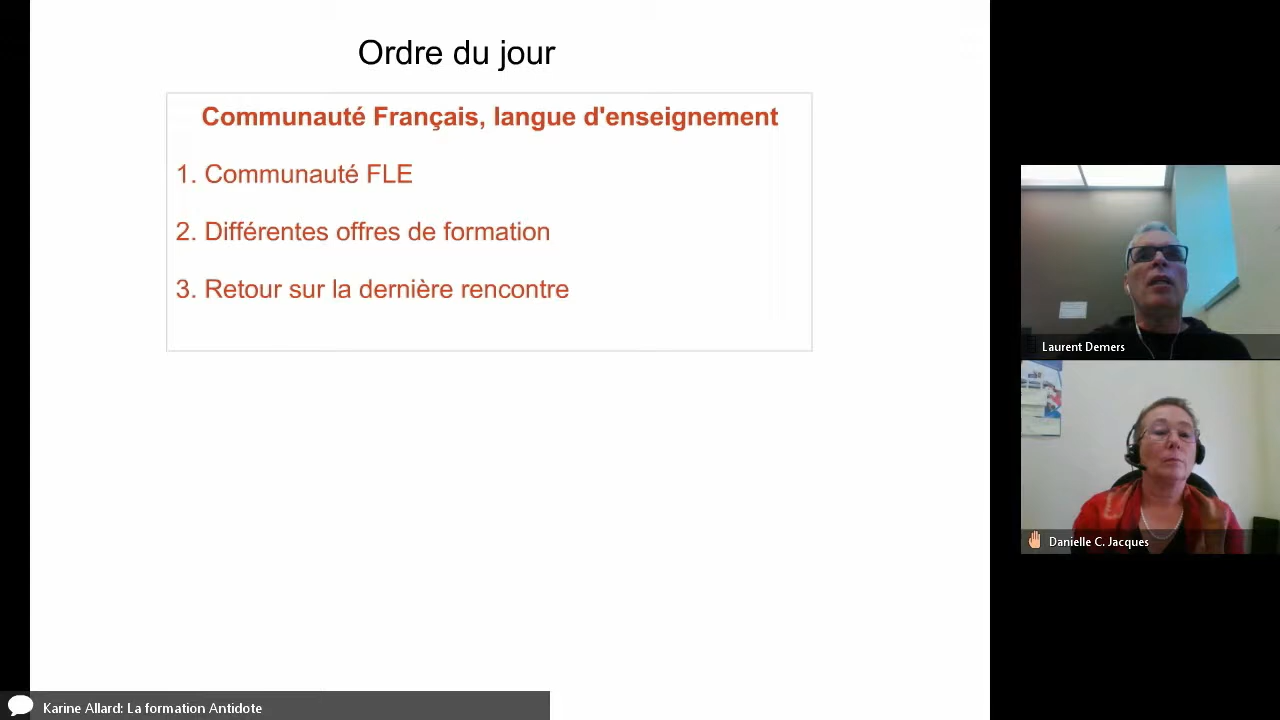 Ordre du jour
Communauté Français, langue d'enseignement
1. Communauté FLE
2. Différentes offres de formation
3. Retour sur la dernière rencontre
Laurent Demers
Danielle C. Jacques
Karine Allard: La formation Antidote